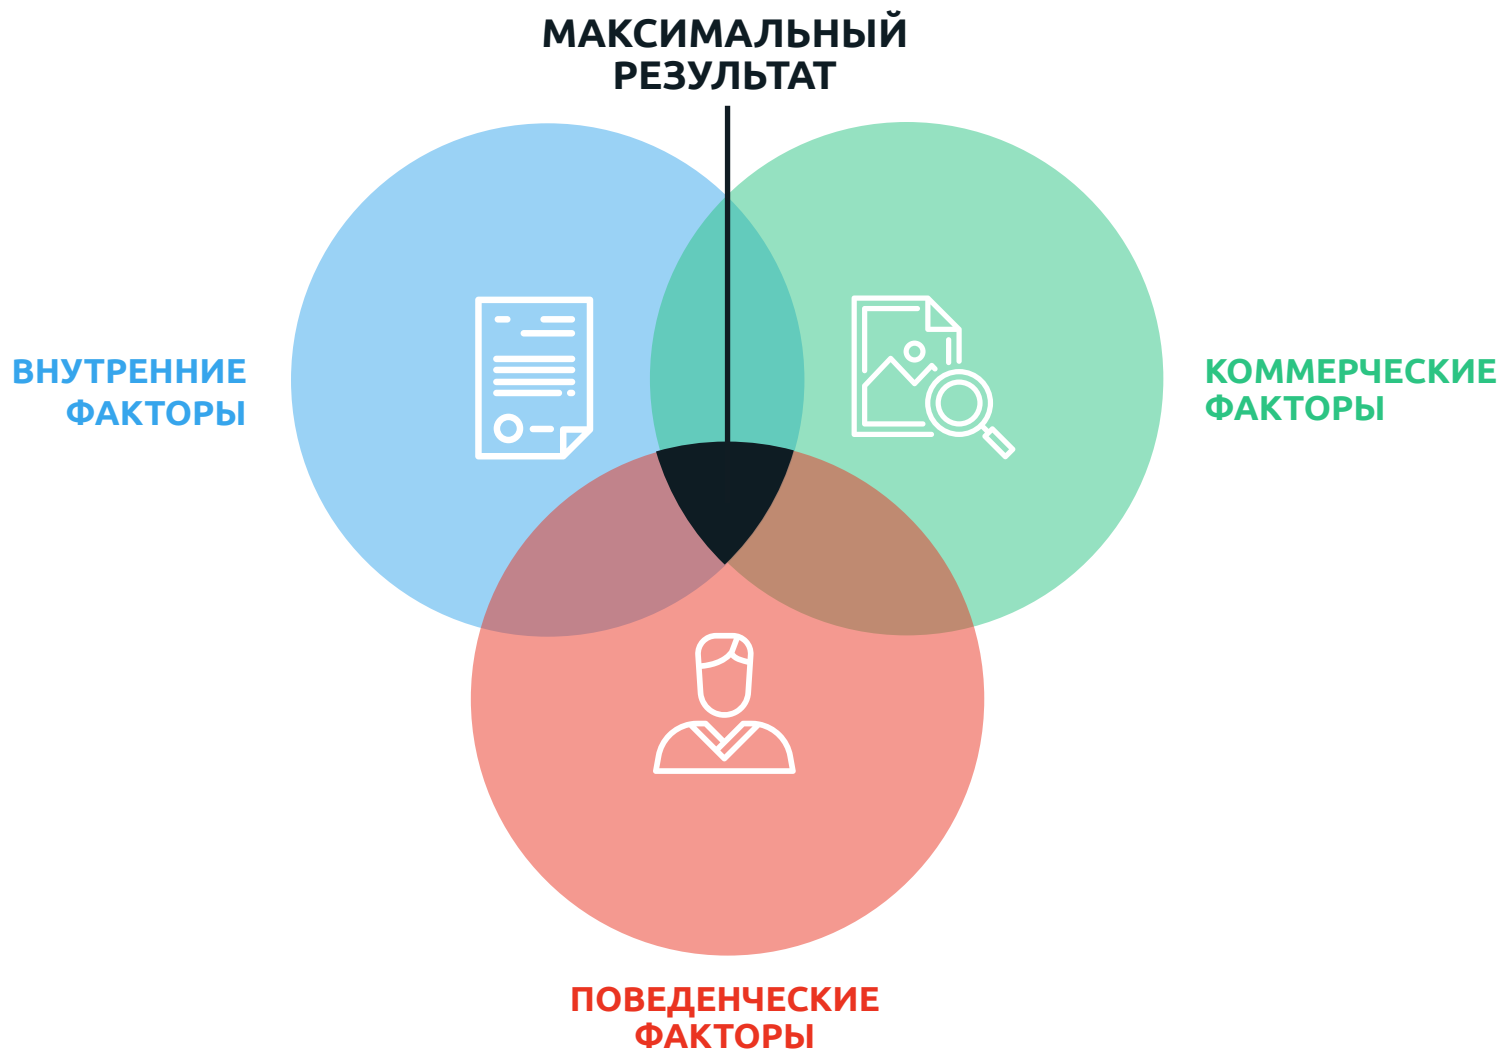 МАКСИМАЛЬНЫЙ
РЕЗУЛЬТАТ
ВНУТРЕННИЕ
ФАКТОРЫ
КОММЕРЧЕСКИЕ
ФАКТОРЫ
ПОВЕДЕНЧЕСКИЕ
ФАКТОРЫ